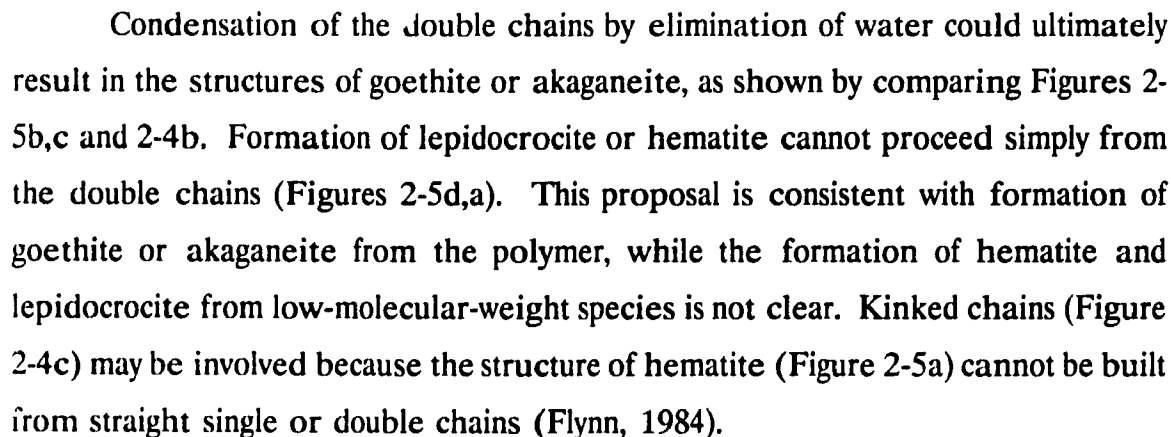 Condensation of the double chains by elimination of water could ultimately
result in the structures of goethite or akaganeite, as shown by comparing Figures 2-
5b,c and 2-4b. Formation of lepidocrocite or hematite cannot proceed simply from
the double chains (Figures 2-5d,a). This proposal is consistent with formation of
goethite or akaganeite from the polymer, while the formation of hematite and
lepidocrocite from low-molecular-weight species is not clear. Kinked chains (Figure
2-4c) may be involved because the structure of hematite (Figure 2-5a) cannot be built
from straight single or double chains (Flynn, 1984).